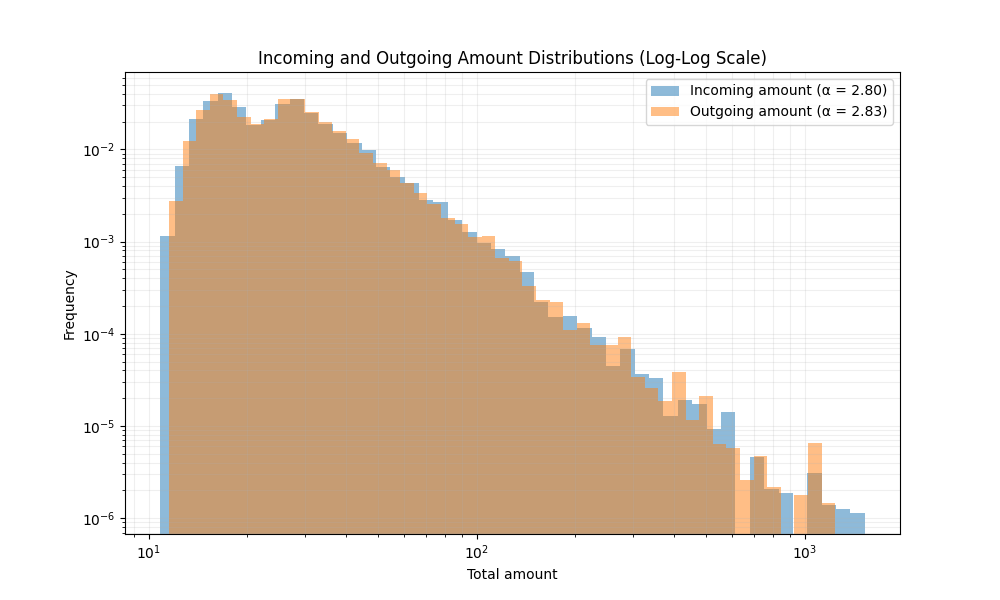 Incoming and Outgoing Amount Distributions (Log-Log Scale)
Incoming amount (α = 2.80)
Outgoing amount (α = 2.83)
Frequency
10⁻²
10⁻³
10⁻⁴
10⁻⁵
10⁻⁶
10¹ 10² 10³
Total amount